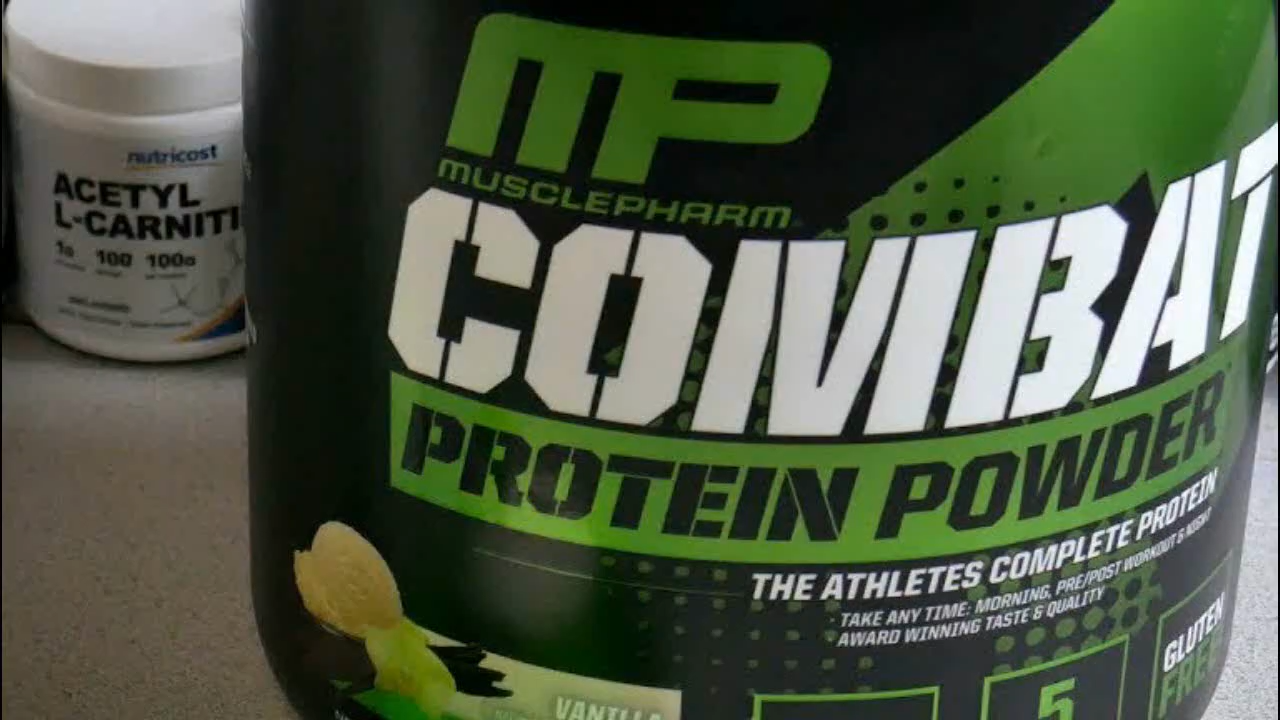 nutricost
ACETYL
L-CARNITI
1g 100 100g
MP
MUSCLEPHARM
COMBAT
PROTEIN POWDER
THE ATHLETES COMPLETE PROTEIN
TAKE ANY TIME: MORNING, PRE/POST WORKOUT & NIGHT
AWARD WINNING TASTE & QUALITY
VANILLA
5
GLUTEN
FREE